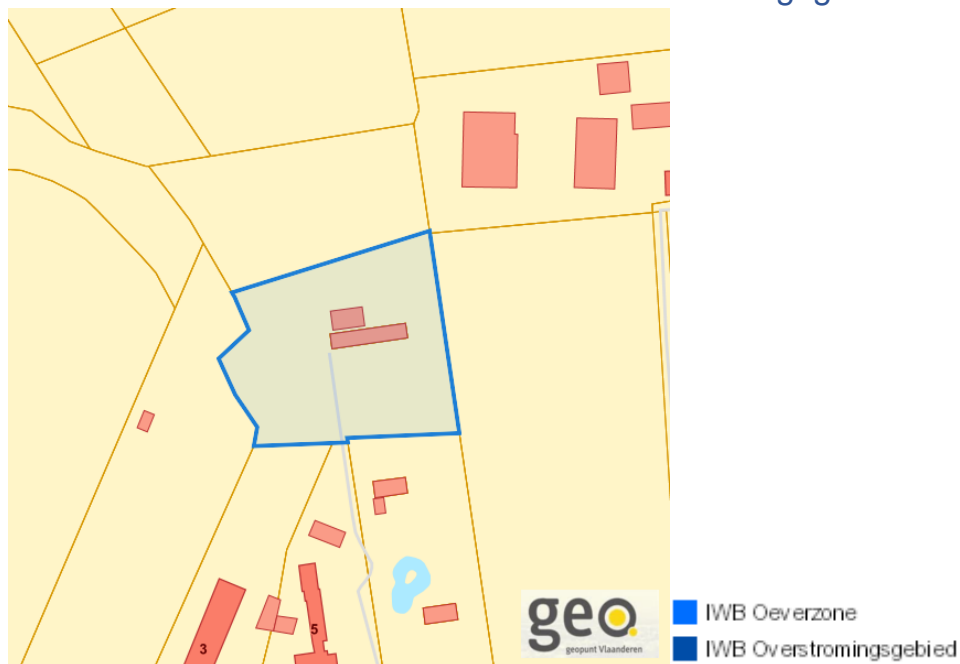 3
5
geo.
geopunt Vlaanderen
IWB Oeverzone
IWB Overstromingsgebied